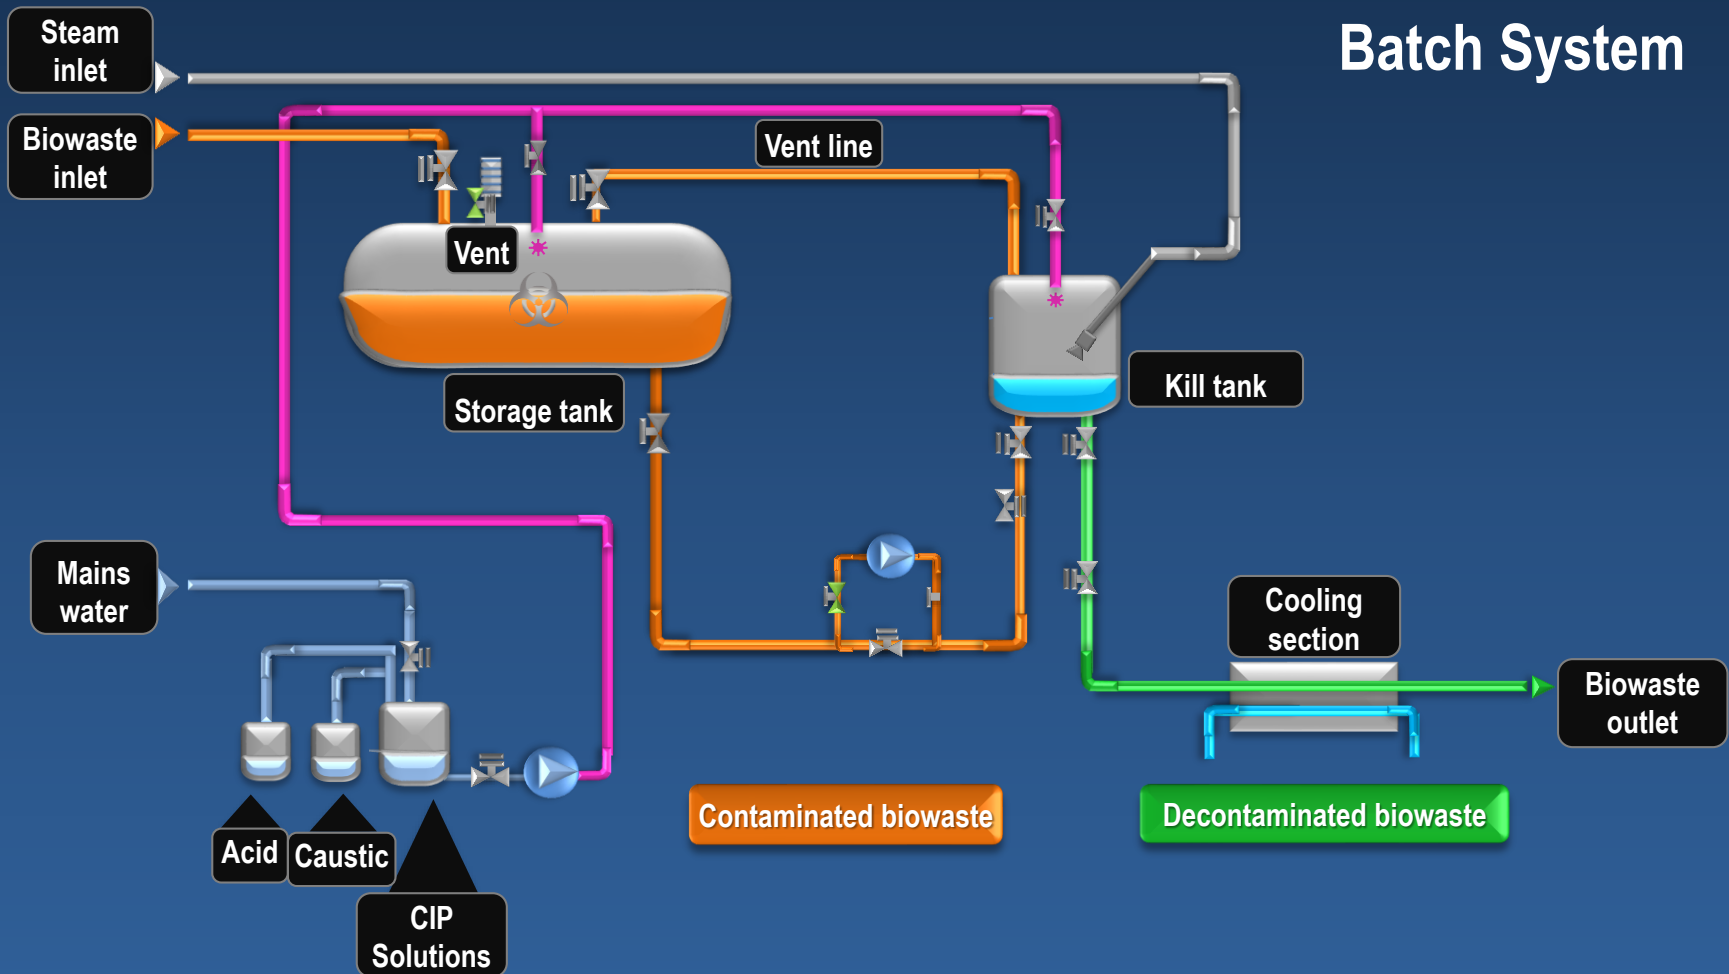 Batch System
Steam
inlet
Biowaste
inlet
Vent line
Vent
Storage tank
Kill tank
Mains
water
Cooling
section
Biowaste
outlet
Contaminated biowaste
Decontaminated biowaste
Acid
Caustic
CIP
Solutions